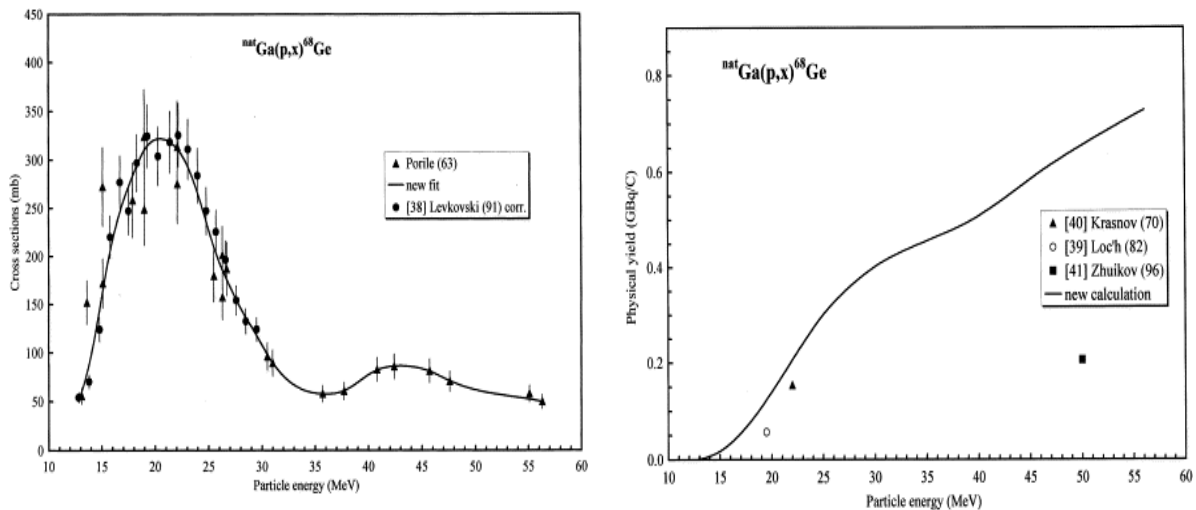 450
400
350
300
250
200
150
100
50
0
Cross sections (mb)
natGa(p,x)68Ge
Porile (63)
new fit
[38] Levkovski (91) corr.
10 15 20 25 30 35 40 45 50 55 60
Particle energy (MeV)
0.8
0.6
0.4
0.2
0.0
Physical yield (GBq/C)
natGa(p,x)68Ge
[40] Krasnov (70)
[39] Loc'h (82)
[41] Zhuikov (96)
new calculation
10 15 20 25 30 35 40 45 50 55 60
Particle energy (MeV)